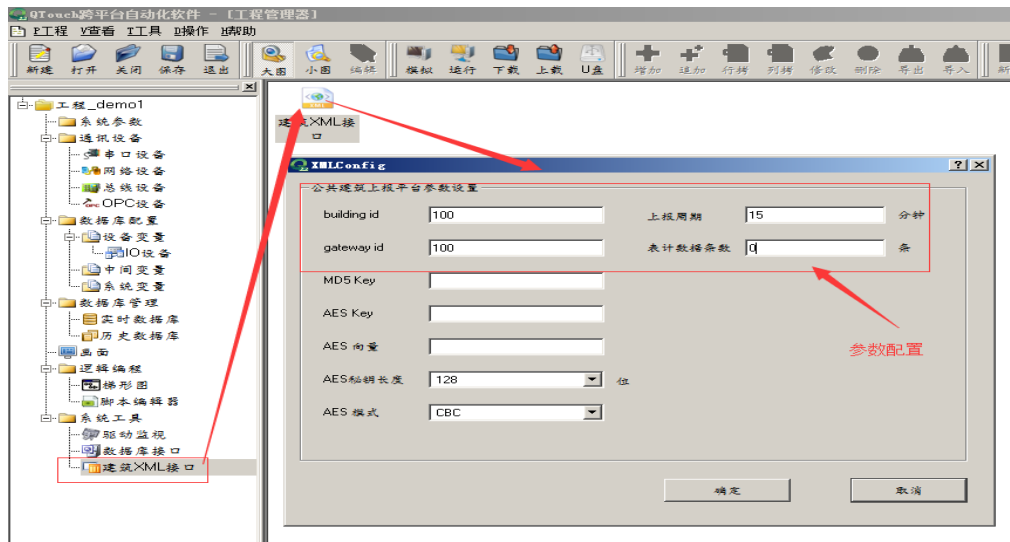 QTouch跨平台自动化软件 - [工程管理器]
P工程 V查看 T工具 D操作 H帮助
新建 打开 关闭 保存 退出 大图 小图 编辑 模拟 运行 下载 上载 U盘 增加 追加 行拷 列拷 修改 删除 导出 导入 新
工程_demo1
系统参数
通讯设备
串口设备
网络设备
总线设备
OPC设备
数据库配置
设备变量
IO设备
中间变量
系统变量
数据库管理
实时数据库
历史数据库
画面
逻辑编程
梯形图
脚本编辑器
系统工具
驱动监视
数据库接口
建筑XML接口
XML
建筑XML接
口
XMLConfig
公共建筑上报平台参数设置
building id 100 上报周期 15 分钟
gateway id 100 表计数据条数 0 条
MD5 Key
AES Key
AES 向量
AES秘钥长度 128 位
AES 模式 CBC
参数配置
确定 取消